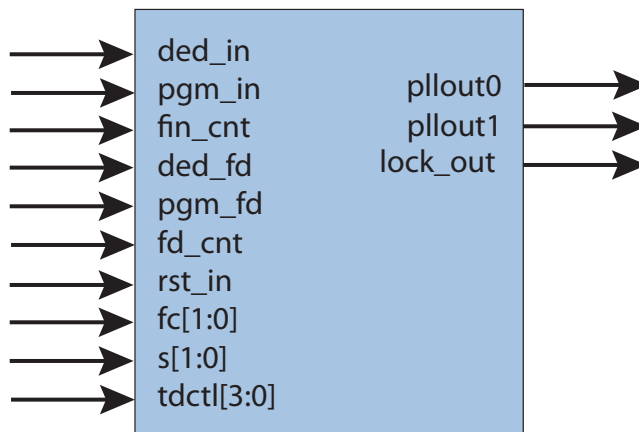 ded_in
pgm_in
fin_cnt
ded_fd
pgm_fd
fd_cnt
rst_in
fc[1:0]
s[1:0]
tdctl[3:0]
pllout0
pllout1
lock_out